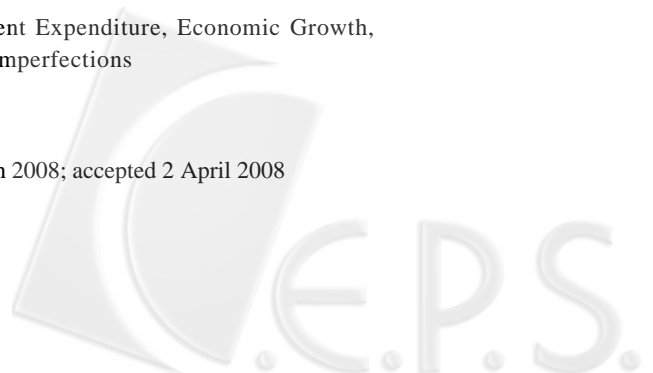 ent Expenditure, Economic Growth,
mperfections
n 2008; accepted 2 April 2008
C.E.P.S.